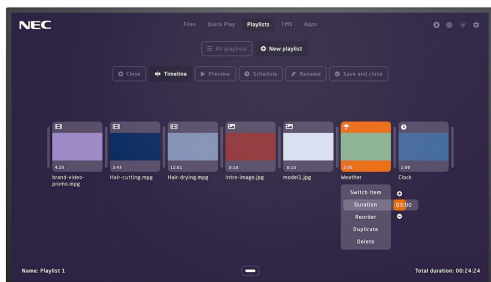 NEC
Files Quick Play Playlists CMS Apps
All playlists New playlist
Close Timeline Preview Schedule Rename Save and close
4:20 3:43 12:01 0:10 0:10 2:00 2:00
brand-video-promo.mpg Hair-cutting.mpg Hair-drying.mpg intro-image.jpg model1.jpg Weather Clock
Switch item
Duration 02:00
Reorder
Duplicate
Delete
Name: Playlist 1 Total duration: 00:24:24